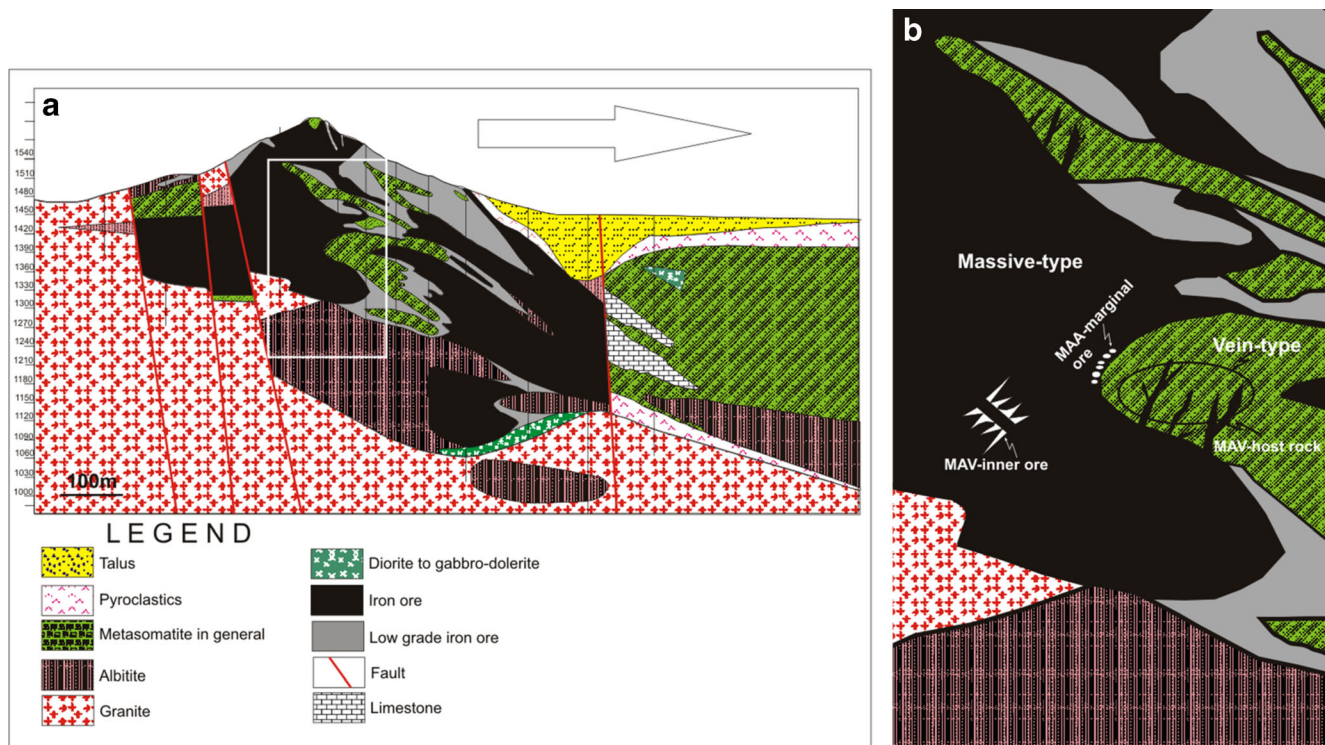 a
1540
1510
1480
1450
1420
1390
1360
1300
1270
1240
1210
1180
1150
1120
1090
1060
1030
1000
100m
LEGEND
Talus
Pyroclastics
Metasomatite in general
Albitite
Granite
Diorite to gabbro-dolerite
Iron ore
Low grade iron ore
Fault
Limestone
b
Massive-type
MAA-marginal
ore
Vein-type
MAV-host rock
MAV-inner ore